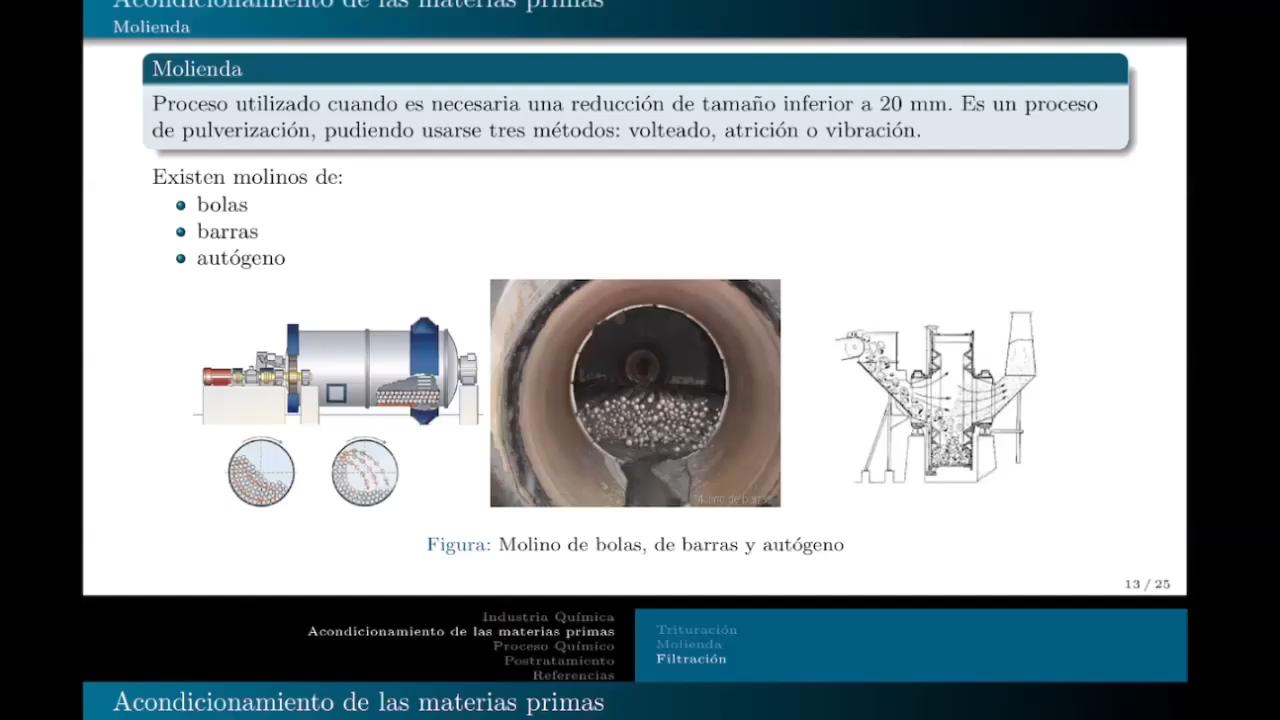 Acondicionamiento de las materias primas
Molienda
Molienda
Proceso utilizado cuando es necesaria una reducción de tamaño inferior a 20 mm. Es un proceso
de pulverización, pudiendo usarse tres métodos: volteado, atrición o vibración.
Existen molinos de:
bolas
barras
autógeno
Molino de barras
Figura: Molino de bolas, de barras y autógeno
13 / 25
Industria Química
Acondicionamiento de las materias primas
Proceso Químico
Postratamiento
Referencias
Trituración
Molienda
Filtración
Acondicionamiento de las materias primas